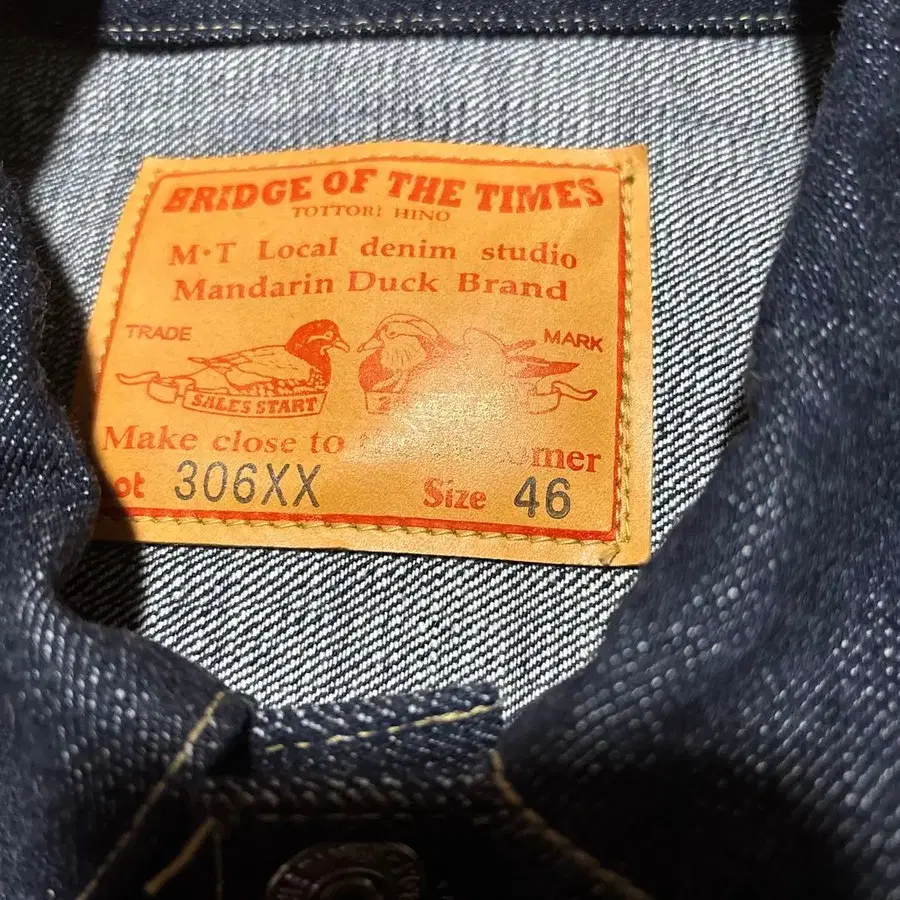 BRIDGE OF THE TIMES
TOTTORI HINO
M·T Local denim studio
Mandarin Duck Brand
TRADE MARK
SALES START
Make close to
ot 306XX Size 46